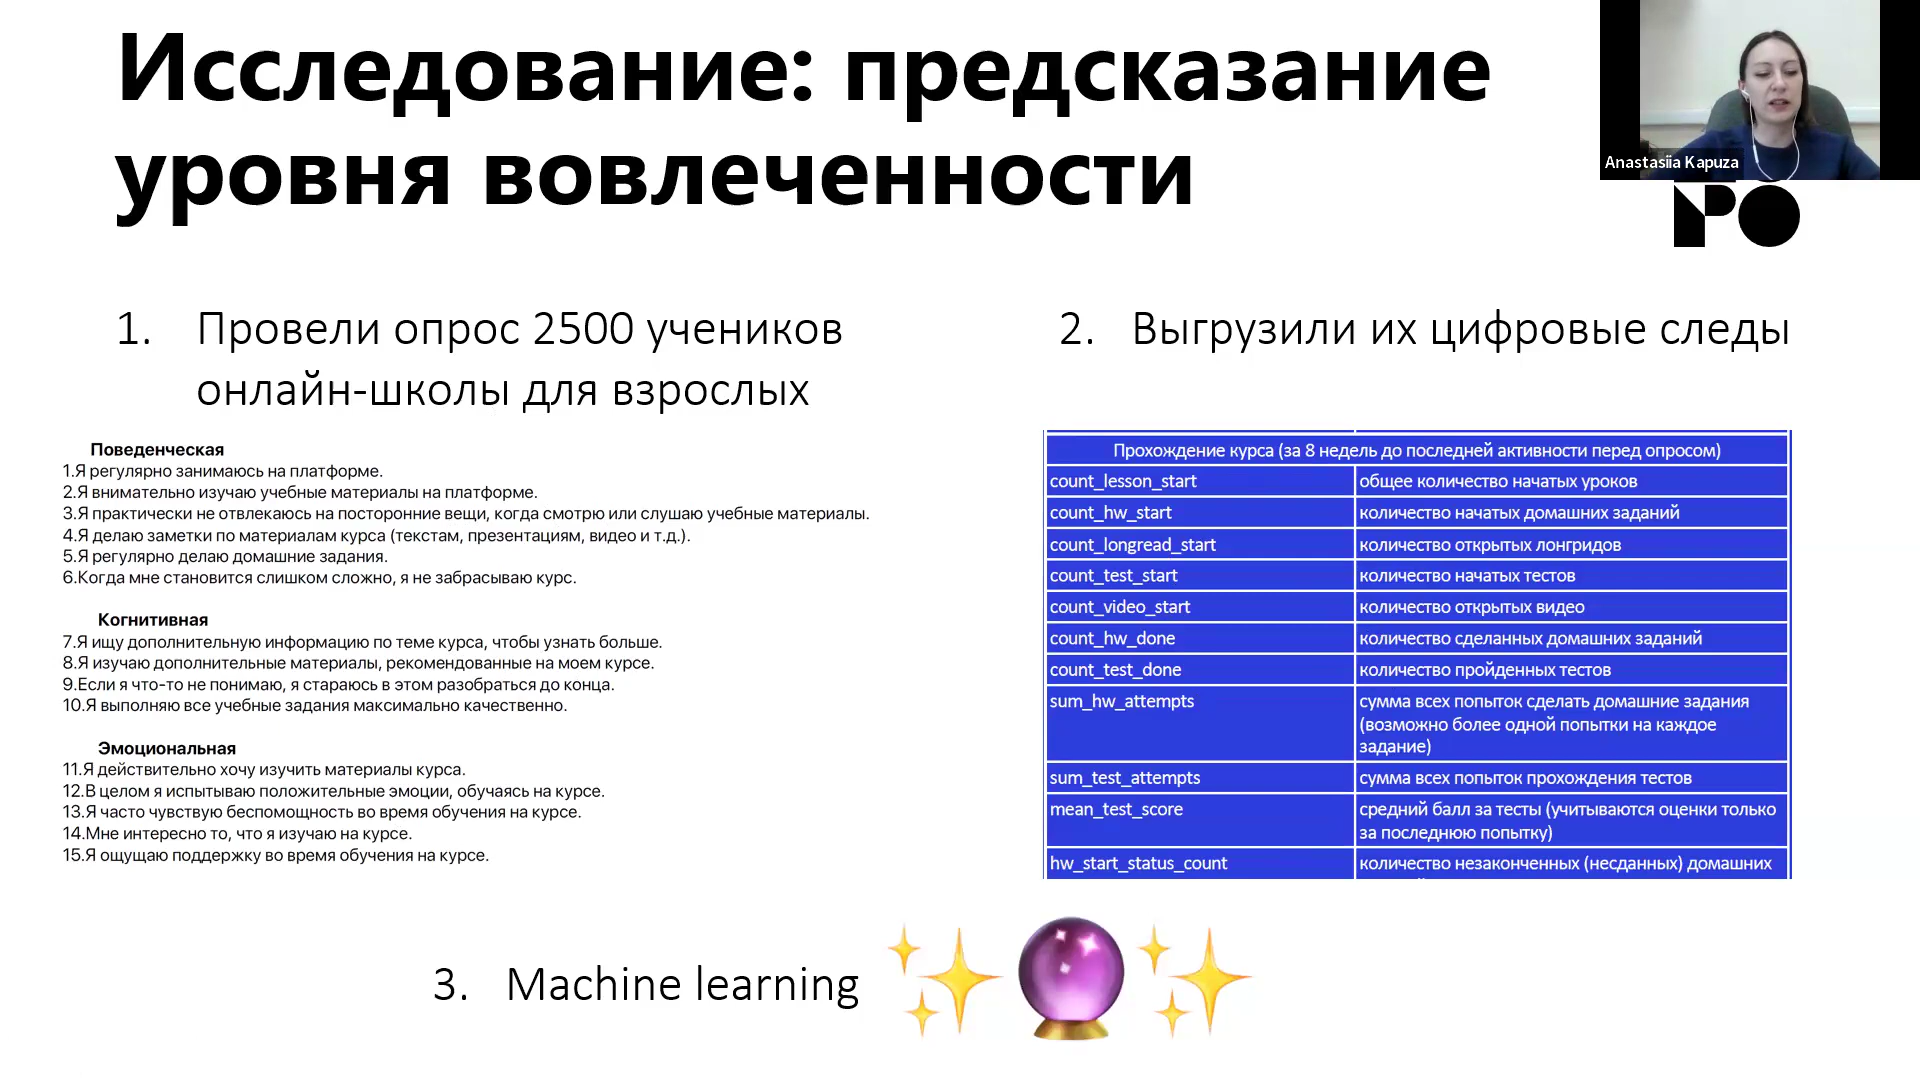 Исследование: предсказание
уровня вовлеченности
Anastasiia Kapuza
1. Провели опрос 2500 учеников
онлайн-школы для взрослых
2. Выгрузили их цифровые следы
Поведенческая
1.Я регулярно занимаюсь на платформе.
2.Я внимательно изучаю учебные материалы на платформе.
3.Я практически не отвлекаюсь на посторонние вещи, когда смотрю или слушаю учебные материалы.
4.Я делаю заметки по материалам курса (текстам, презентациям, видео и т.д.).
5.Я регулярно делаю домашние задания.
6.Когда мне становится слишком сложно, я не забрасываю курс.
Когнитивная
7.Я ищу дополнительную информацию по теме курса, чтобы узнать больше.
8.Я изучаю дополнительные материалы, рекомендованные на моем курсе.
9.Если я что-то не понимаю, я стараюсь в этом разобраться до конца.
10.Я выполняю все учебные задания максимально качественно.
Эмоциональная
11.Я действительно хочу изучить материалы курса.
12.В целом я испытываю положительные эмоции, обучаясь на курсе.
13.Я часто чувствую беспомощность во время обучения на курсе.
14.Мне интересно то, что я изучаю на курсе.
15.Я ощущаю поддержку во время обучения на курсе.
Прохождение курса (за 8 недель до последней активности перед опросом)
count_lesson_start общее количество начатых уроков
count_hw_start количество начатых домашних заданий
count_longread_start количество открытых лонгридов
count_test_start количество начатых тестов
count_video_start количество открытых видео
count_hw_done количество сделанных домашних заданий
count_test_done количество пройденных тестов
sum_hw_attempts сумма всех попыток сделать домашние задания
(возможно более одной попытки на каждое
задание)
sum_test_attempts сумма всех попыток прохождения тестов
mean_test_score средний балл за тесты (учитываются оценки только
за последнюю попытку)
hw_start_status_count количество незаконченных (несданных) домашних
3. Machine learning